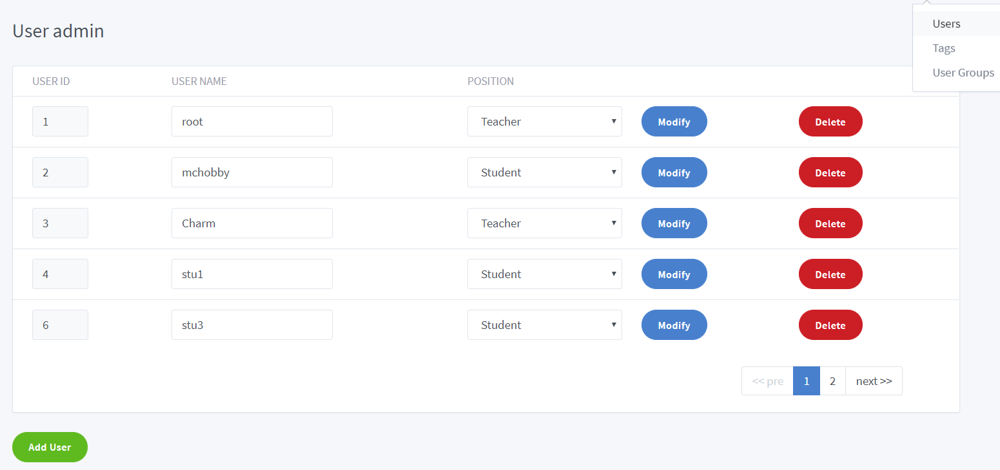 User admin
Users
Tags
User Groups
USER ID USER NAME POSITION
1 root Teacher Modify Delete
2 mchobby Student Modify Delete
3 Charm Teacher Modify Delete
4 stu1 Student Modify Delete
6 stu3 Student Modify Delete
<< pre 1 2 next >>
Add User